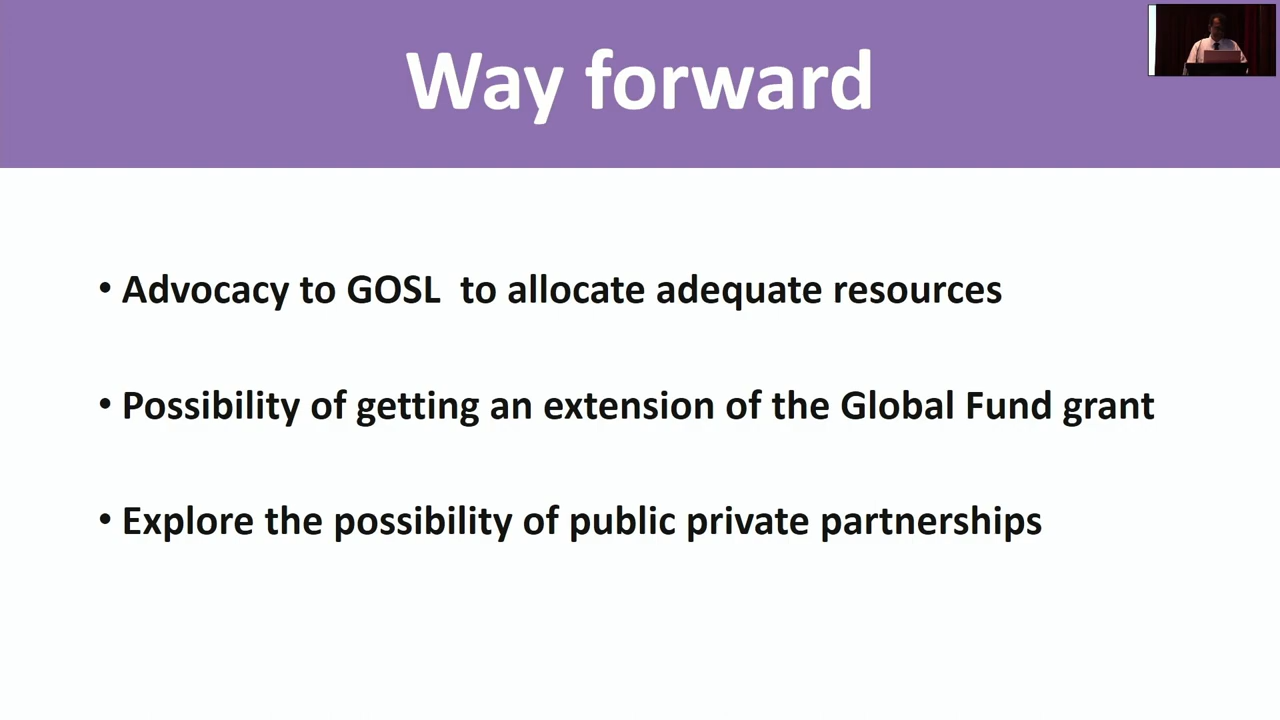 Way forward
• Advocacy to GOSL  to allocate adequate resources
• Possibility of getting an extension of the Global Fund grant
• Explore the possibility of public private partnerships